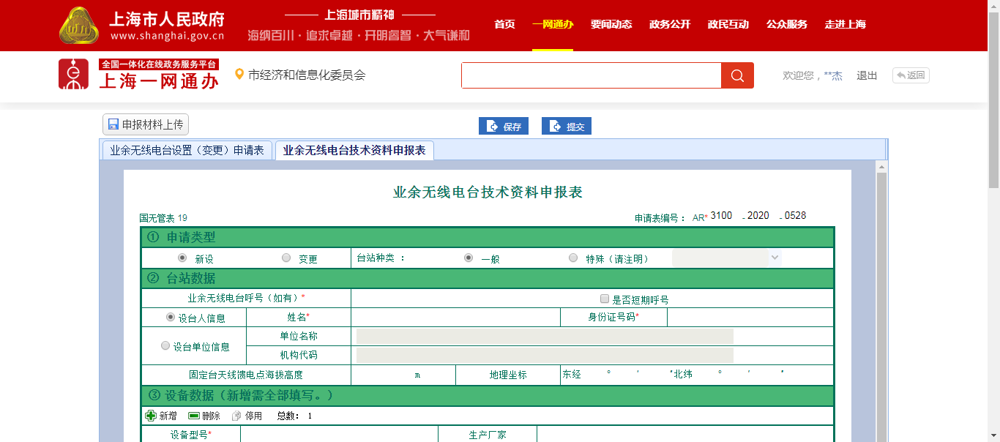 上海市人民政府
www.shanghai.gov.cn
上海城市精神
海纳百川·追求卓越·开明睿智·大气谦和
首页 一网通办 要闻动态 政务公开 政民互动 公众服务 走进上海
全国一体化在线政务服务平台
上海一网通办
市经济和信息化委员会
欢迎您，**杰 退出 返回
申报材料上传 保存 提交
业余无线电台设置（变更）申请表 业余无线电台技术资料申报表
业余无线电台技术资料申报表
国无管表 19 申请表编号： AR* 3100 - 2020 - 0528
① 申请类型
新设 变更 台站种类 ： 一般 特殊（请注明）
② 台站数据
业余无线电台呼号（如有）* 是否短期呼号
设台人信息 姓名* 身份证号码*
设台单位信息 单位名称
机构代码
固定台天线馈电点海拔高度 m 地理坐标 东经 ° ′ ″北纬 ° ′ ″
③ 设备数据（新增需全部填写。）
新增 删除 停用 总数： 1
设备型号* 生产厂家